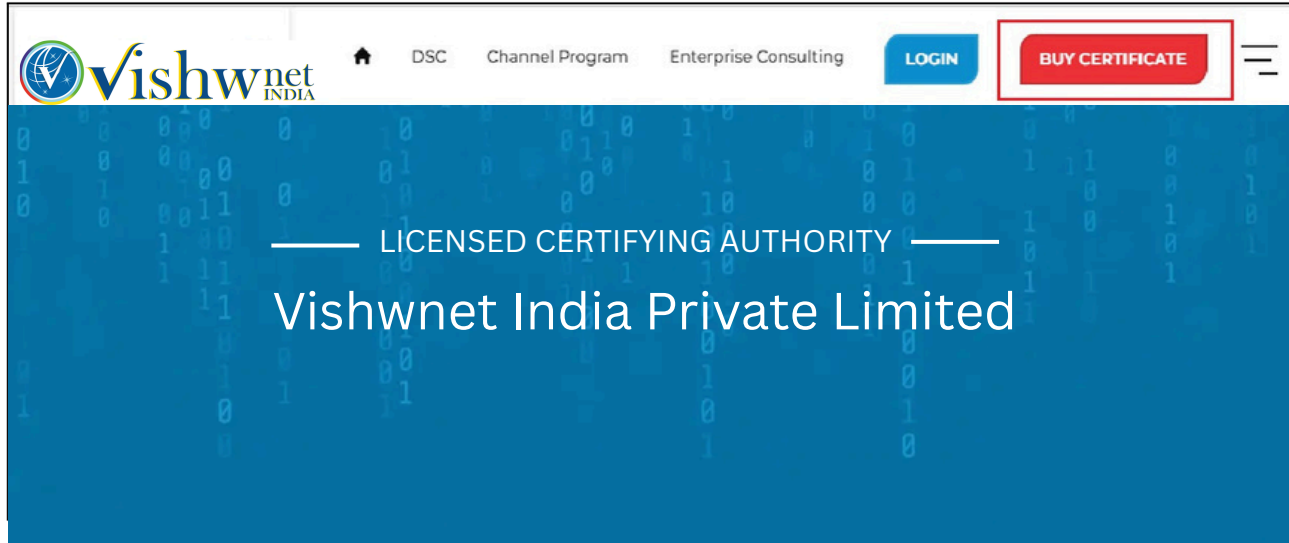 Vishwnet
INDIA
DSC Channel Program Enterprise Consulting LOGIN BUY CERTIFICATE
LICENSED CERTIFYING AUTHORITY
Vishwnet India Private Limited